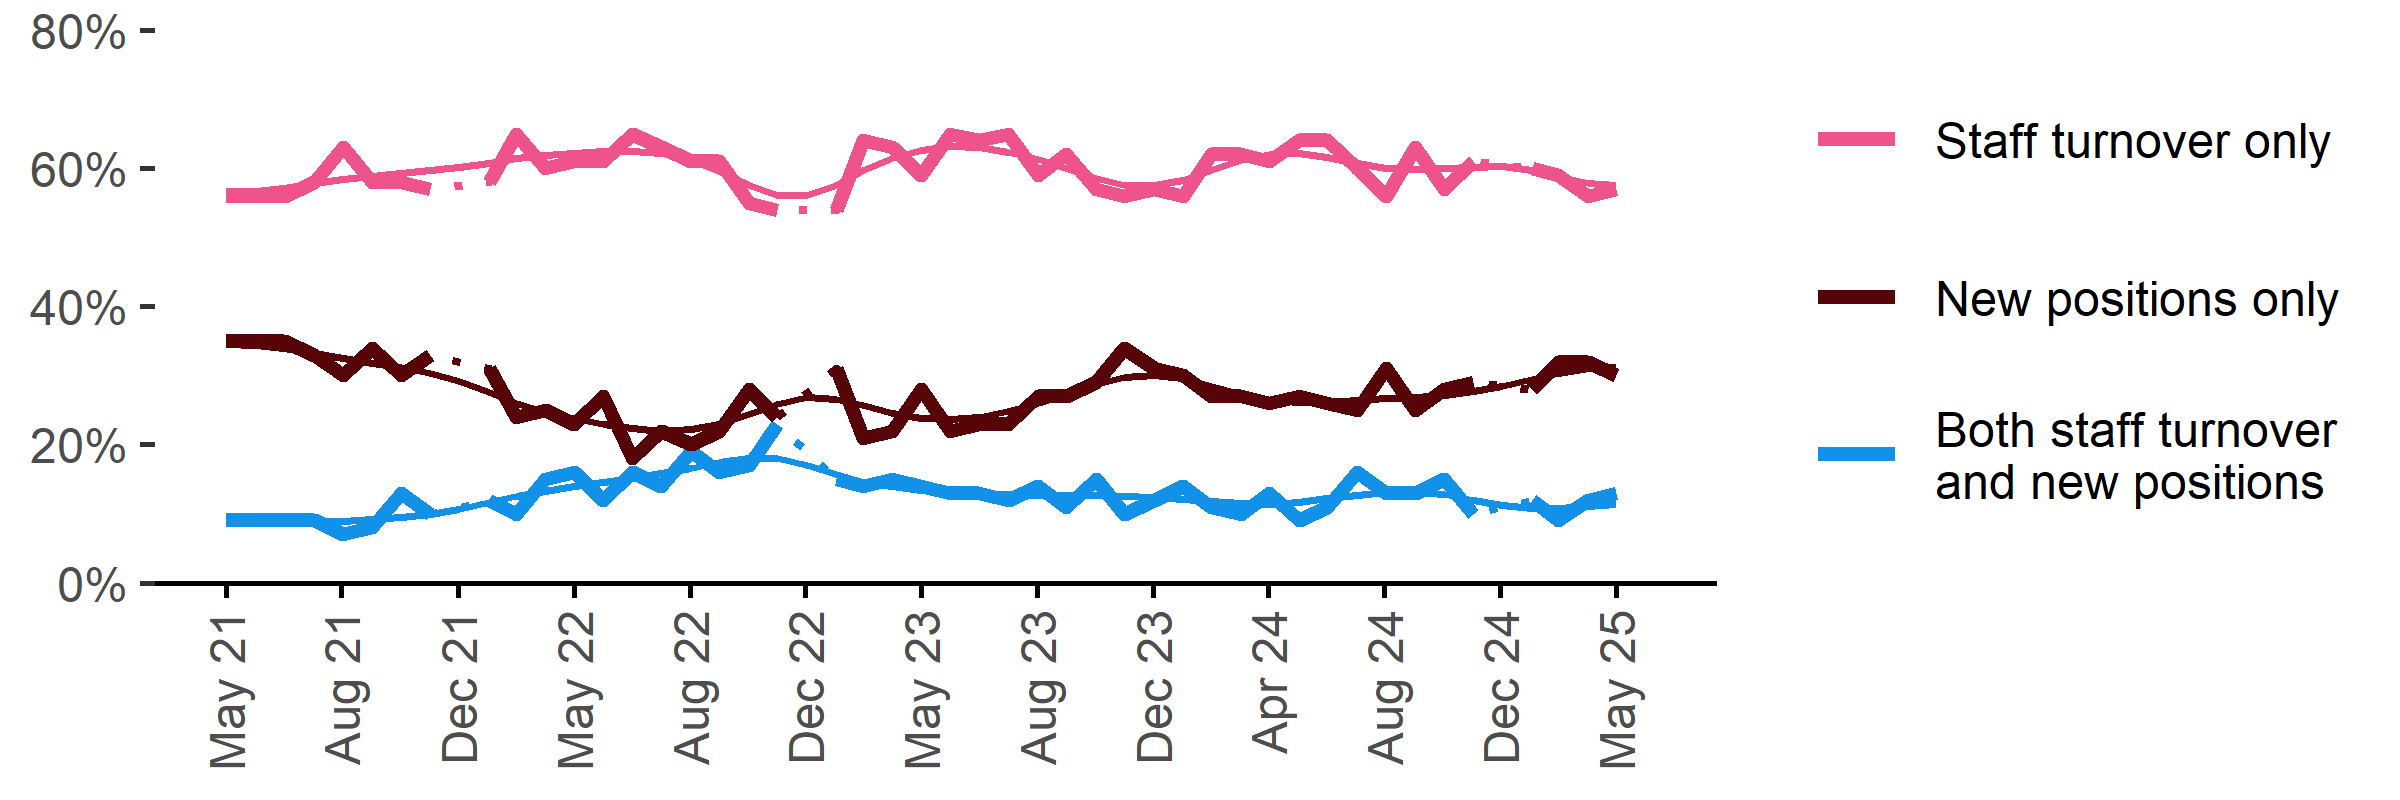 80%
60%
40%
20%
0%
May 21
Aug 21
Dec 21
May 22
Aug 22
Dec 22
May 23
Aug 23
Dec 23
Apr 24
Aug 24
Dec 24
May 25
Staff turnover only
New positions only
Both staff turnover
and new positions